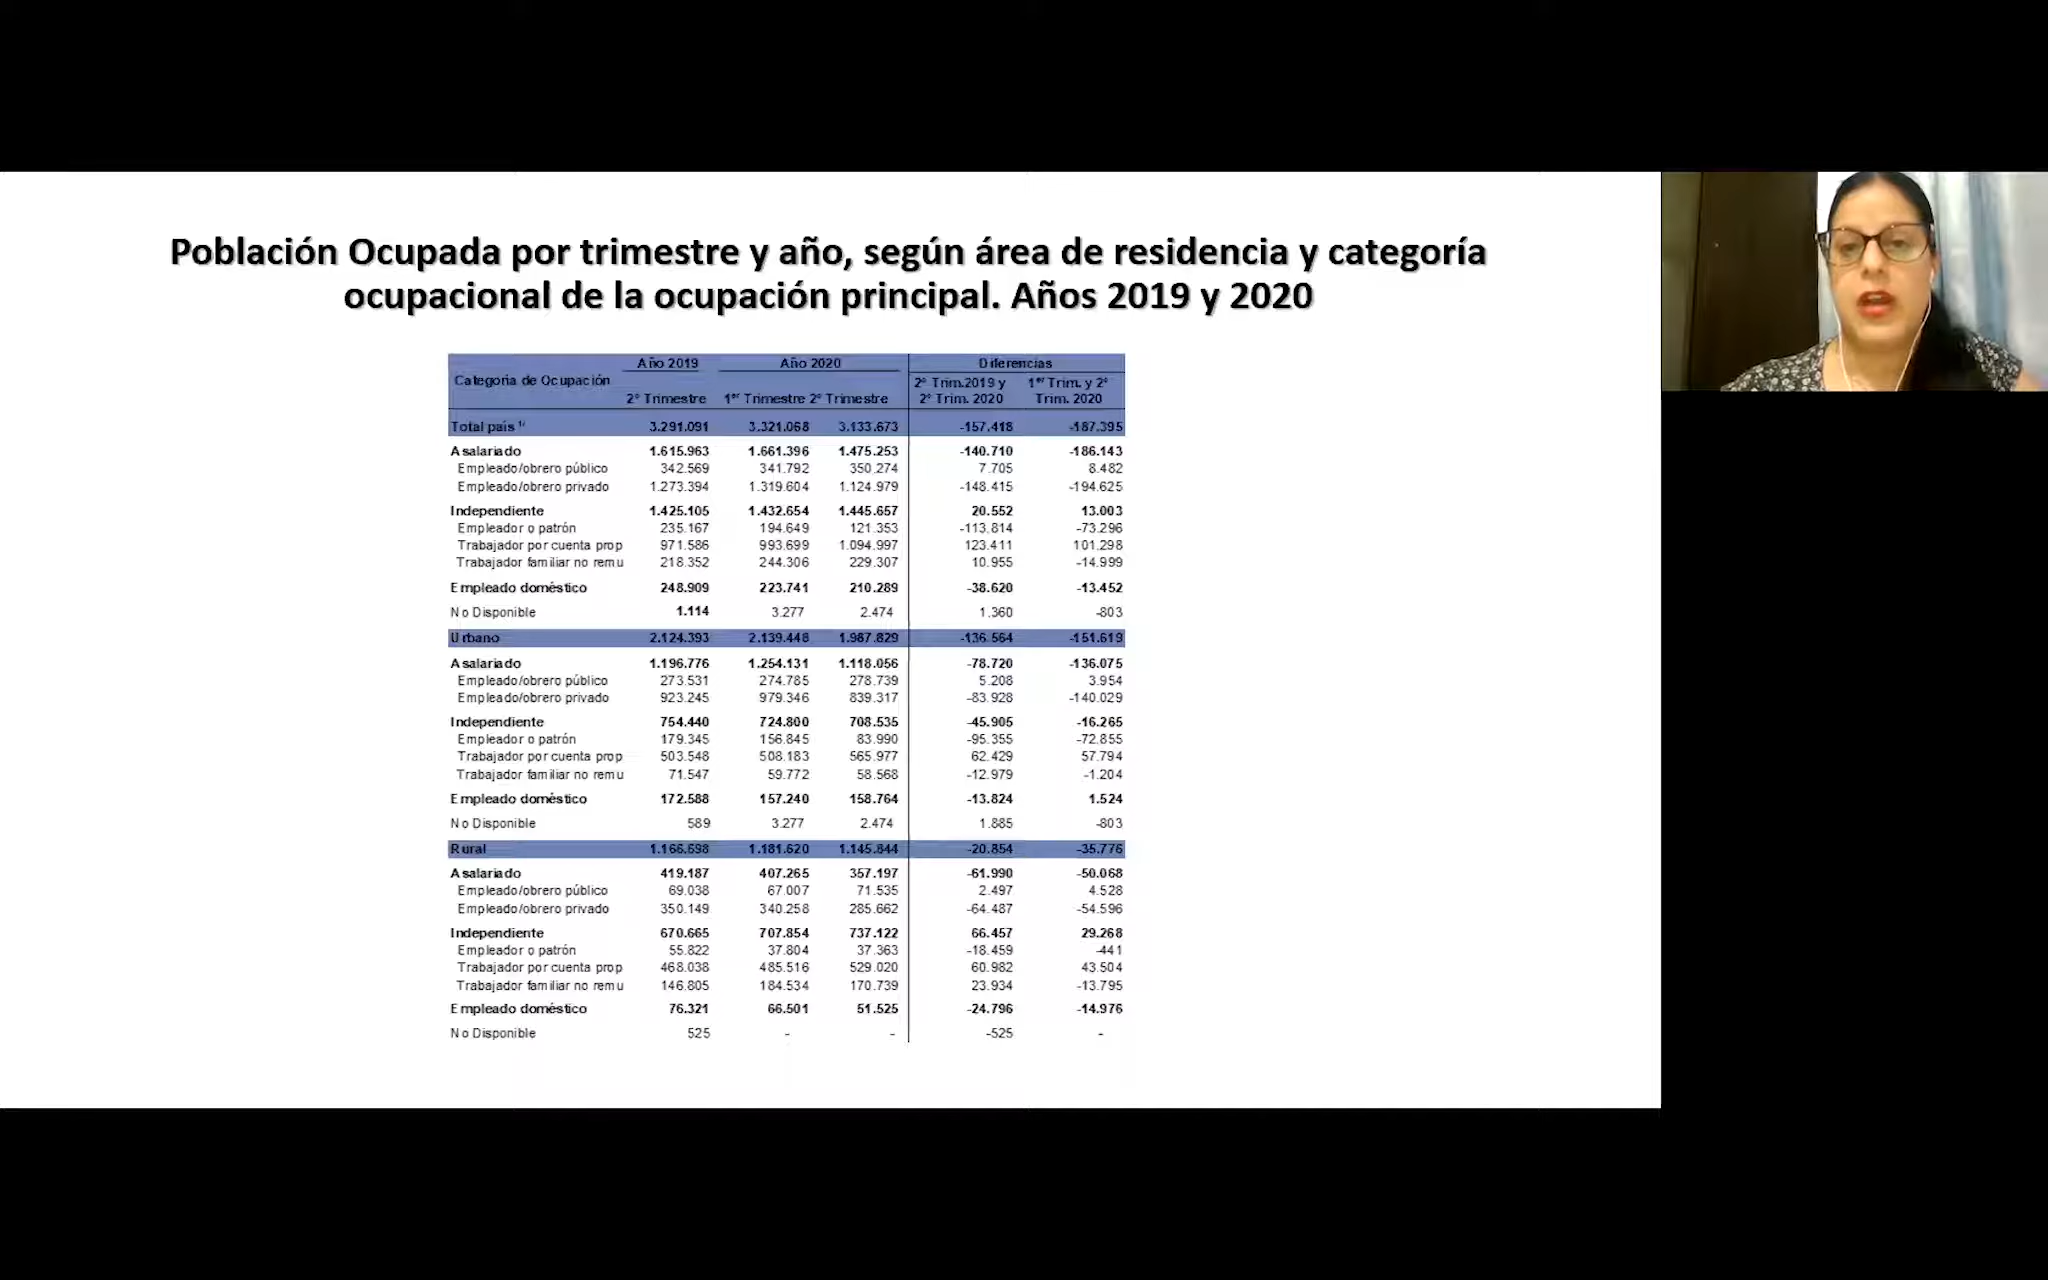 Población Ocupada por trimestre y año, según área de residencia y categoría
ocupacional de la ocupación principal. Años 2019 y 2020
Categoria de Ocupación Año 2019 Año 2020 Diferencias
2° Trimestre 1er Trimestre 2° Trimestre 2° Trim.2019 y 2° Trim. 2020 1er Trim. y 2° Trim. 2020
Total pais 1/ 3.291.091 3.321.068 3.133.673 -157.418 -187.395
Asalariado 1.615.963 1.661.396 1.475.253 -140.710 -186.143
Empleado/obrero público 342.569 341.792 350.274 7.705 8.482
Empleado/obrero privado 1.273.394 1.319.604 1.124.979 -148.415 -194.625
Independiente 1.425.105 1.432.654 1.445.657 20.552 13.003
Empleador o patrón 235.167 194.649 121.353 -113.814 -73.296
Trabajador por cuenta prop 971.586 993.699 1.094.997 123.411 101.298
Trabajador familiar no remu 218.352 244.306 229.307 10.955 -14.999
Empleado doméstico 248.909 223.741 210.289 -38.620 -13.452
No Disponible 1.114 3.277 2.474 1.360 -803
Urbano 2.124.393 2.139.448 1.987.829 -136.564 -151.619
Asalariado 1.196.776 1.254.131 1.118.056 -78.720 -136.075
Empleado/obrero público 273.531 274.785 278.739 5.208 3.954
Empleado/obrero privado 923.245 979.346 839.317 -83.928 -140.029
Independiente 754.440 724.800 708.535 -45.905 -16.265
Empleador o patrón 179.345 156.845 83.990 -95.355 -72.855
Trabajador por cuenta prop 503.548 508.183 565.977 62.429 57.794
Trabajador familiar no remu 71.547 59.772 58.568 -12.979 -1.204
Empleado doméstico 172.588 157.240 158.764 -13.824 1.524
No Disponible 589 3.277 2.474 1.885 -803
Rural 1.166.698 1.181.620 1.145.844 -20.854 -35.776
Asalariado 419.187 407.265 357.197 -61.990 -50.068
Empleado/obrero público 69.038 67.007 71.535 2.497 4.528
Empleado/obrero privado 350.149 340.258 285.662 -64.487 -54.596
Independiente 670.665 707.854 737.122 66.457 29.268
Empleador o patrón 55.822 37.804 37.363 -18.459 -441
Trabajador por cuenta prop 468.038 485.516 529.020 60.982 43.504
Trabajador familiar no remu 146.805 184.534 170.739 23.934 -13.795
Empleado doméstico 76.321 66.501 51.525 -24.796 -14.976
No Disponible 525 - - -525 -